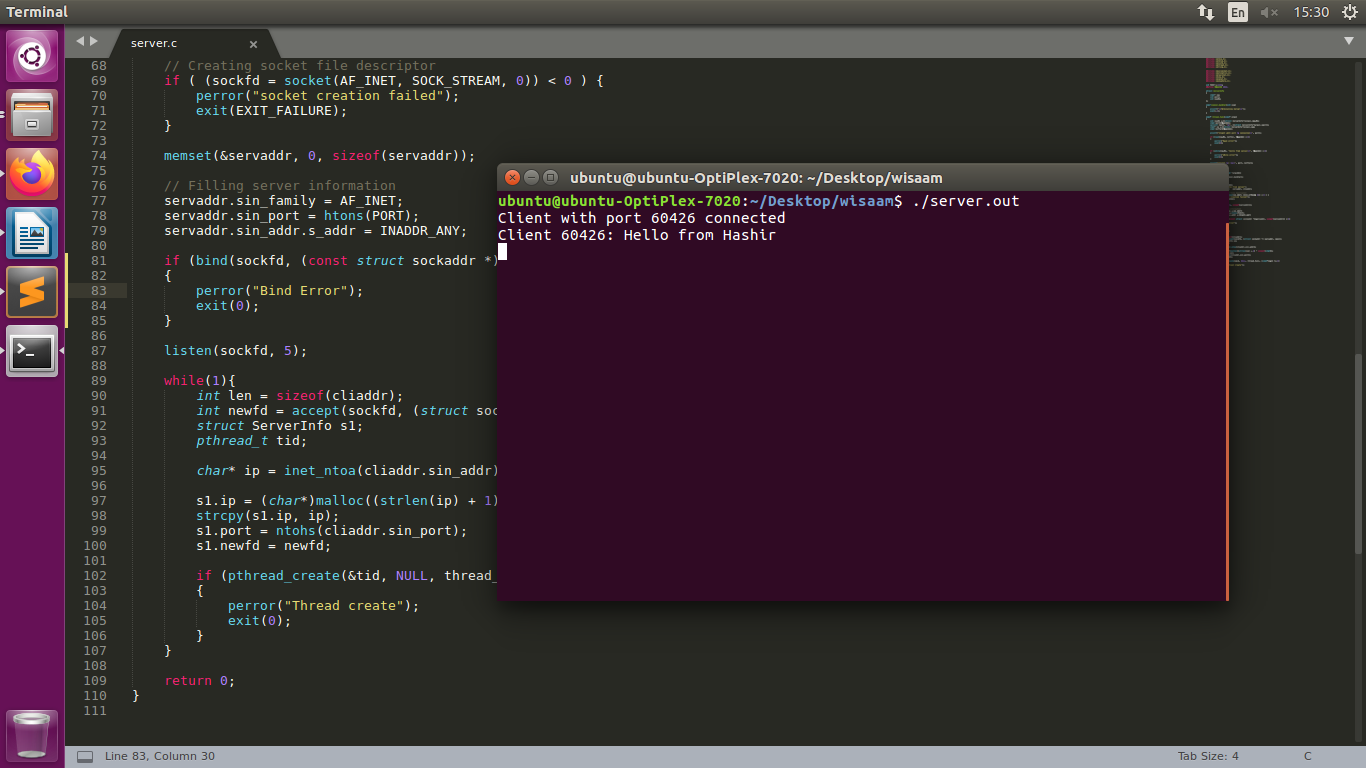 Terminal
En
15:30
server.c
68 // Creating socket file descriptor
69 if ( (sockfd = socket(AF_INET, SOCK_STREAM, 0)) < 0 ) {
70 perror("socket creation failed");
71 exit(EXIT_FAILURE);
72 }
73
74 memset(&servaddr, 0, sizeof(servaddr));
75
76 // Filling server information
77 servaddr.sin_family = AF_INET;
78 servaddr.sin_port = htons(PORT);
79 servaddr.sin_addr.s_addr = INADDR_ANY;
80
81 if (bind(sockfd, (const struct sockaddr *)
82 {
83 perror("Bind Error");
84 exit(0);
85 }
86
87 listen(sockfd, 5);
88
89 while(1){
90 int len = sizeof(cliaddr);
91 int newfd = accept(sockfd, (struct soc
92 struct ServerInfo s1;
93 pthread_t tid;
94
95 char* ip = inet_ntoa(cliaddr.sin_addr)
96
97 s1.ip = (char*)malloc((strlen(ip) + 1)
98 strcpy(s1.ip, ip);
99 s1.port = ntohs(cliaddr.sin_port);
100 s1.newfd = newfd;
101
102 if (pthread_create(&tid, NULL, thread_
103 {
104 perror("Thread create");
105 exit(0);
106 }
107 }
108
109 return 0;
110 }
111
ubuntu@ubuntu-OptiPlex-7020: ~/Desktop/wisaam
ubuntu@ubuntu-OptiPlex-7020:~/Desktop/wisaam$ ./server.out
Client with port 60426 connected
Client 60426: Hello from Hashir
Line 83, Column 30
Tab Size: 4
C